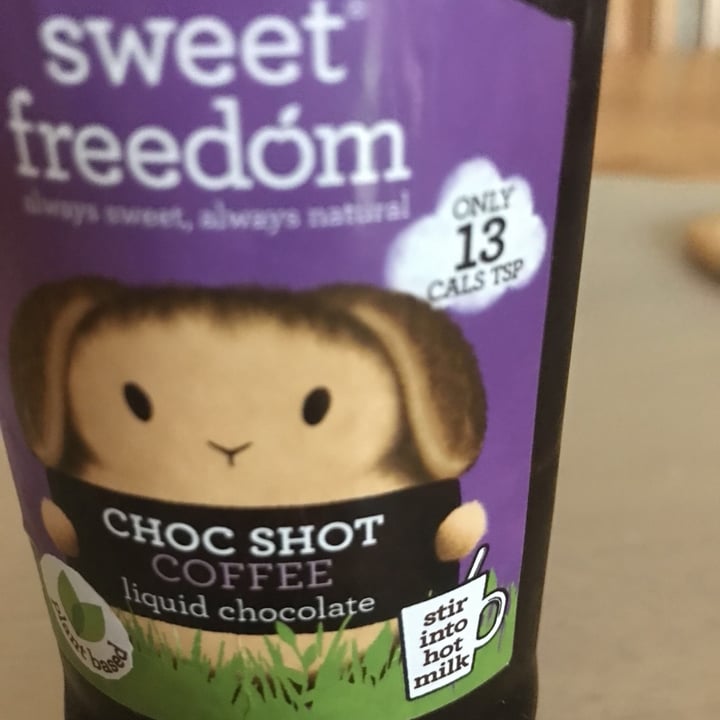 sweet
freedóm
always sweet, always natural
ONLY
13
CALS TSP
CHOC SHOT
COFFEE
liquid chocolate
plant based
stir
into
hot
milk